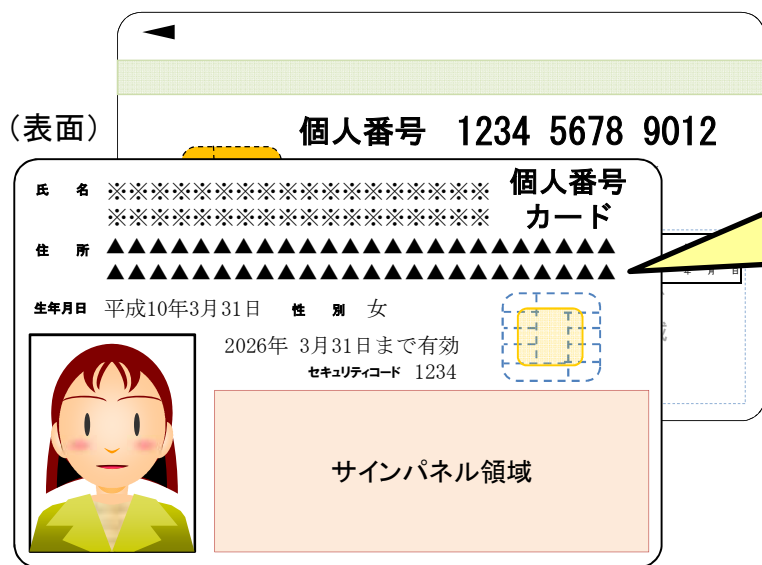 (表面)
個人番号 1234 5678 9012
個人番号
カード
氏 名 ※※※※※※※※※※※※※※※※※※
※※※※※※※※※※※※※※※※※※
住 所 ▲▲▲▲▲▲▲▲▲▲▲▲▲▲▲▲▲▲▲▲▲▲▲▲
▲▲▲▲▲▲▲▲▲▲▲▲▲▲▲▲▲▲▲▲▲▲▲▲
年 月 日
生年月日 平成10年3月31日 性 別 女
2026年 3月31日まで有効
セキュリティコード 1234
サインパネル領域